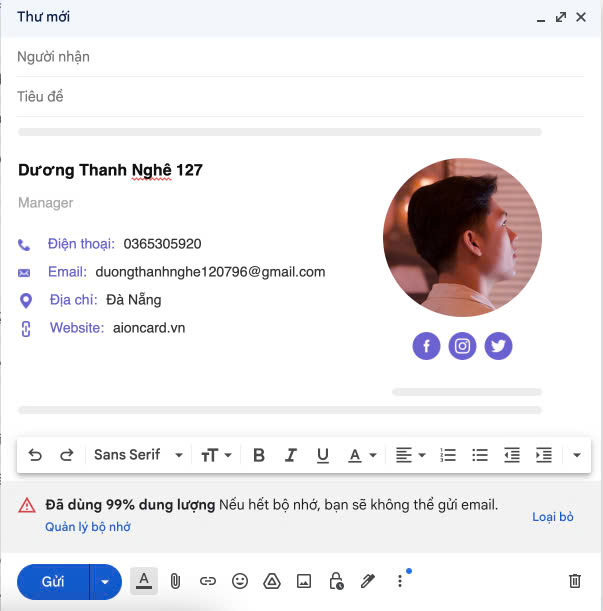 Thư mới
Người nhận
Tiêu đề
Dương Thanh Nghê 127
Manager
Điện thoại: 0365305920
Email: duongthanhnghe120796@gmail.com
Địa chỉ: Đà Nẵng
Website: aioncard.vn
Sans Serif
B I U A
Đã dùng 99% dung lượng Nếu hết bộ nhớ, bạn sẽ không thể gửi email.
Quản lý bộ nhớ
Loại bỏ
Gửi
A